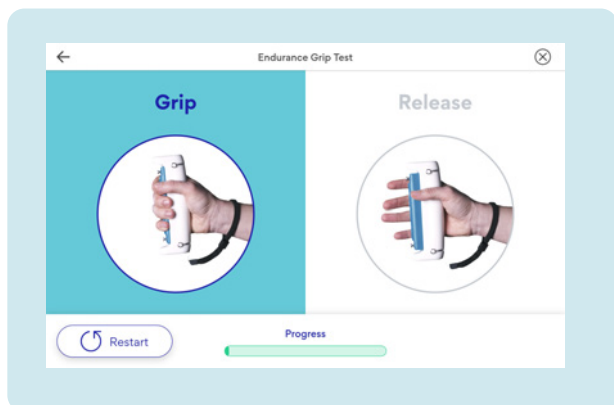 Endurance Grip Test
Grip
Release
Restart
Progress